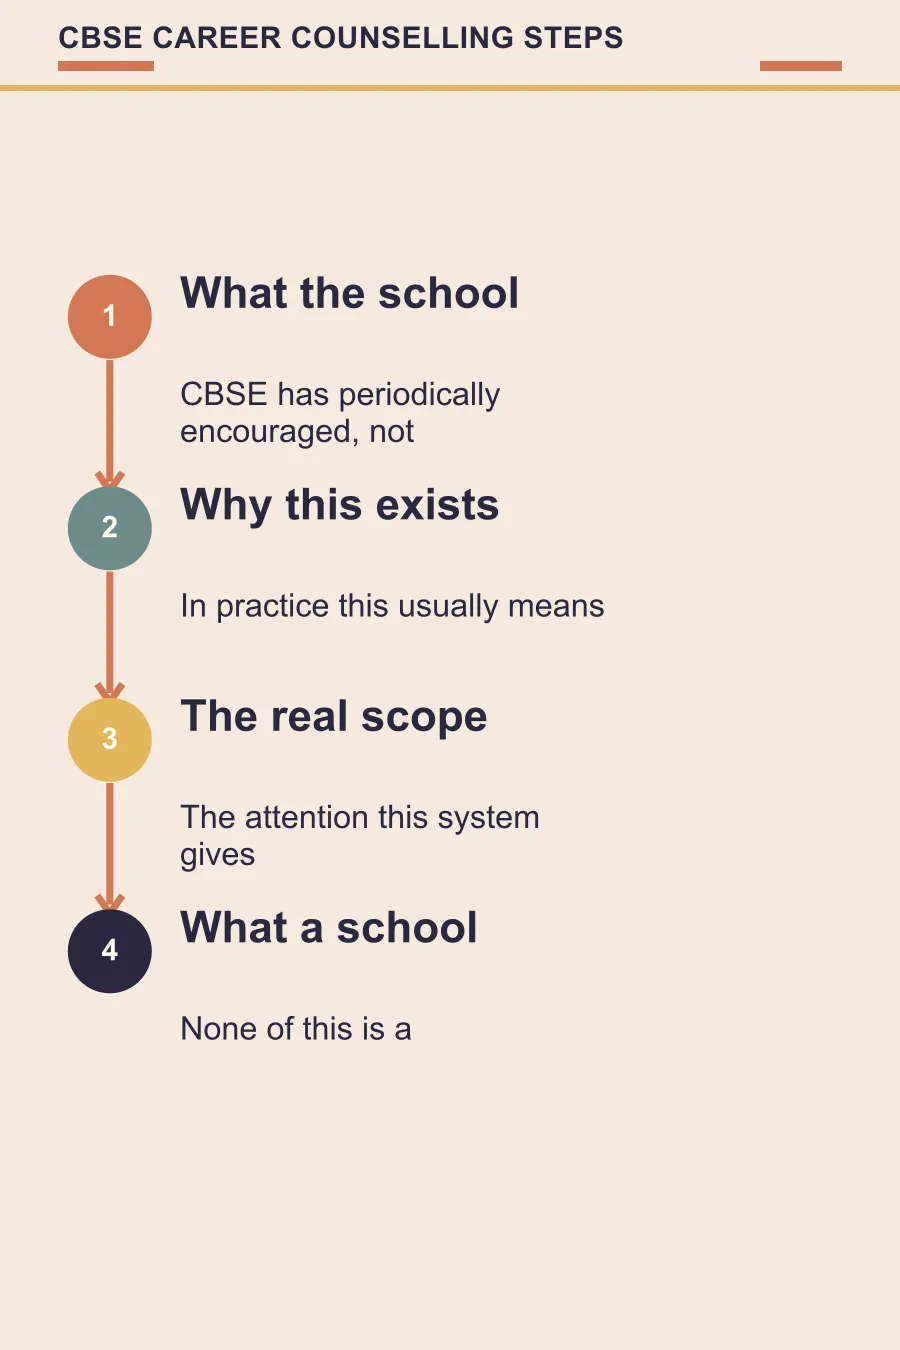 CBSE CAREER COUNSELLING STEPS
1
What the school
CBSE has periodically
encouraged, not
2
Why this exists
In practice this usually means
3
The real scope
The attention this system
gives
4
What a school
None of this is a